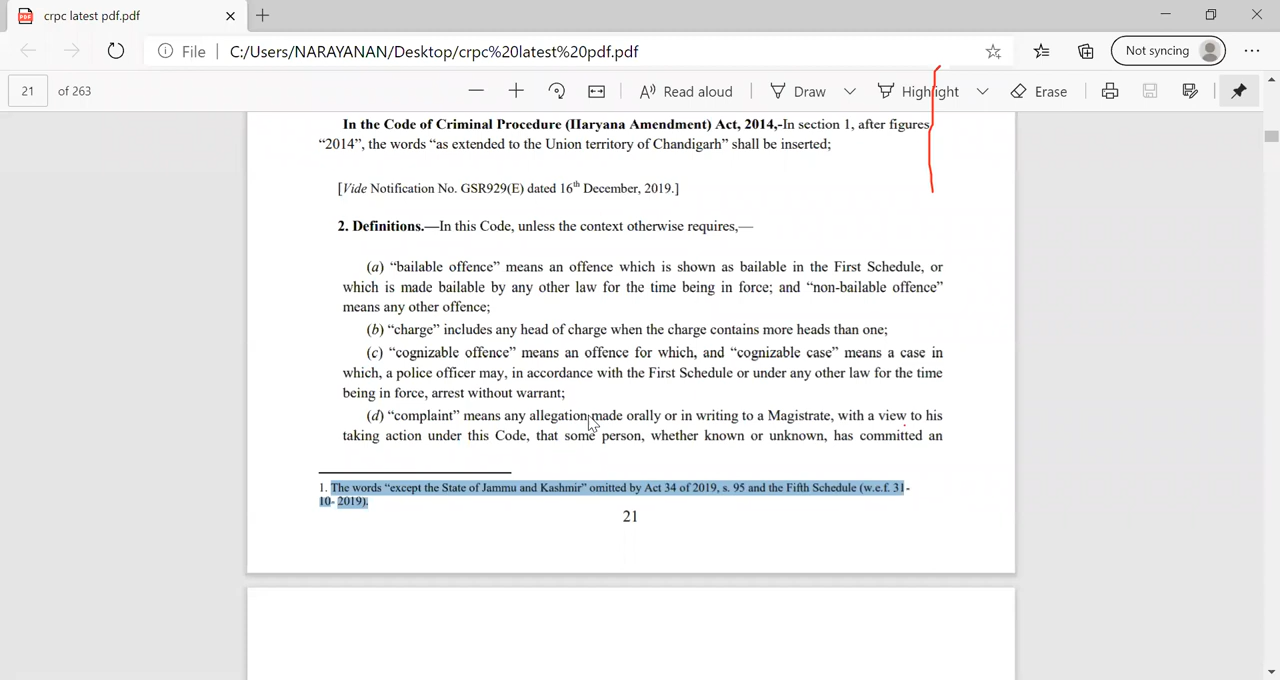 crpc latest pdf.pdf
File
C:/Users/NARAYANAN/Desktop/crpc%20latest%20pdf.pdf
Not syncing
21 of 263
Read aloud
Draw
Highlight
Erase
In the Code of Criminal Procedure (Haryana Amendment) Act, 2014,-In section 1, after figures
“2014”, the words “as extended to the Union territory of Chandigarh” shall be inserted;
[Vide Notification No. GSR929(E) dated 16th December, 2019.]
2. Definitions.—In this Code, unless the context otherwise requires,—
(a) “bailable offence” means an offence which is shown as bailable in the First Schedule, or
which is made bailable by any other law for the time being in force; and “non-bailable offence”
means any other offence;
(b) “charge” includes any head of charge when the charge contains more heads than one;
(c) “cognizable offence” means an offence for which, and “cognizable case” means a case in
which, a police officer may, in accordance with the First Schedule or under any other law for the time
being in force, arrest without warrant;
(d) “complaint” means any allegation made orally or in writing to a Magistrate, with a view to his
taking action under this Code, that some person, whether known or unknown, has committed an
1. The words “except the State of Jammu and Kashmir” omitted by Act 34 of 2019, s. 95 and the Fifth Schedule (w.e.f. 31-
10- 2019).
21